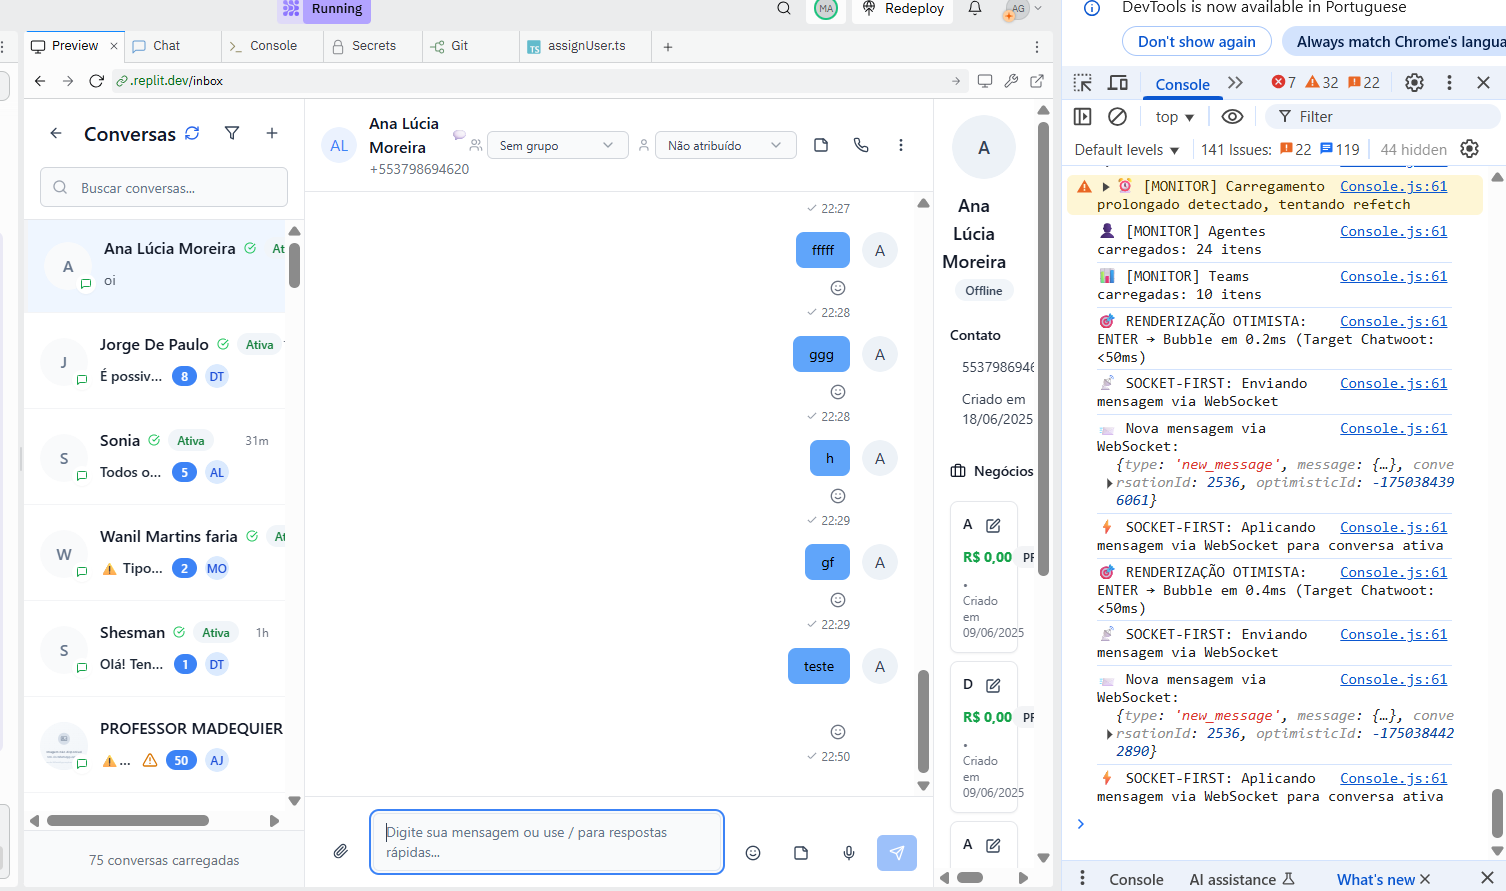 Running
MA
Redeploy
AG
Preview
Chat
Console
Secrets
Git
TS
assignUser.ts
.replit.dev/inbox
Conversas
Buscar conversas...
A
Ana Lúcia Moreira
At
oi
J
Jorge De Paulo
Ativa
É possiv...
8
DT
S
Sonia
Ativa
31m
Todos o...
5
AL
W
Wanil Martins faria
At
Tipo...
2
MO
S
Shesman
Ativa
1h
Olá! Ten...
1
DT
PROFESSOR MADEQUIER
...
50
AJ
75 conversas carregadas
AL
Ana Lúcia
Moreira
+553798694620
Sem grupo
Não atribuído
22:27
fffff
A
22:28
ggg
A
22:28
h
A
22:29
gf
A
22:29
teste
A
22:50
Digite sua mensagem ou use / para respostas
rápidas...
A
Ana
Lúcia
Moreira
Offline
Contato
5537986946
Criado em
18/06/2025
Negócios
A
R$ 0,00
PR
•
Criado
em
09/06/2025
D
R$ 0,00
PR
•
Criado
em
09/06/2025
A
DevTools is now available in Portuguese
Don't show again
Always match Chrome's langua
Console
7
32
22
top
Filter
Default levels
141 Issues:
22
119
44 hidden
[MONITOR] Carregamento
Console.js:61
prolongado detectado, tentando refetch
[MONITOR] Agentes
Console.js:61
carregados: 24 itens
[MONITOR] Teams
Console.js:61
carregadas: 10 itens
RENDERIZAÇÃO OTIMISTA:
Console.js:61
ENTER → Bubble em 0.2ms (Target Chatwoot:
<50ms)
SOCKET-FIRST: Enviando
Console.js:61
mensagem via WebSocket
Nova mensagem via
Console.js:61
WebSocket:
{type: 'new_message', message: {…}, conve
rsationId: 2536, optimisticId: -175038439
6061}
SOCKET-FIRST: Aplicando
Console.js:61
mensagem via WebSocket para conversa ativa
RENDERIZAÇÃO OTIMISTA:
Console.js:61
ENTER → Bubble em 0.4ms (Target Chatwoot:
<50ms)
SOCKET-FIRST: Enviando
Console.js:61
mensagem via WebSocket
Nova mensagem via
Console.js:61
WebSocket:
{type: 'new_message', message: {…}, conve
rsationId: 2536, optimisticId: -175038442
2890}
SOCKET-FIRST: Aplicando
Console.js:61
mensagem via WebSocket para conversa ativa
Console
AI assistance
What's new